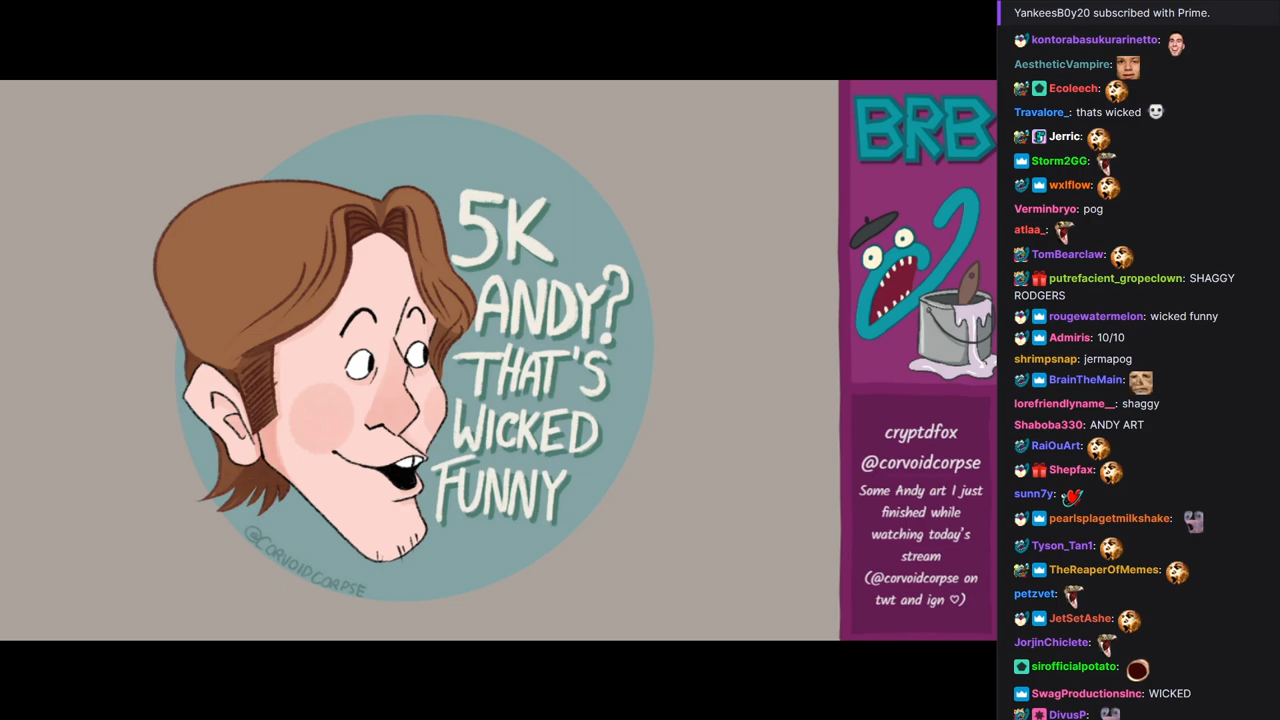 5K
ANDY?
THAT'S
WICKED
FUNNY
@CORVOIDCORPSE
BRB
cryptdfox
@corvoidcorpse
Some Andy art I just
finished while
watching today's
stream
(@corvoidcorpse on
twt and ign ♡)
YankeesB0y20 subscribed with Prime.
kontorabasukurarinetto:
AestheticVampire:
Ecoleech:
Travalore_: thats wicked
Jerric:
Storm2GG:
wxlflow:
Verminbryo: pog
atlaa_:
TomBearclaw:
putrefacient_gropeclown: SHAGGY
RODGERS
rougewatermelon: wicked funny
Admiris: 10/10
shrimpsnap: jermapog
BrainTheMain:
lorefriendlyname__: shaggy
Shaboba330: ANDY ART
RaiOuArt:
Shepfax:
sunn7y:
pearlsplagetmilkshake:
Tyson_Tan1:
TheReaperOfMemes:
petzvet:
JetSetAshe:
JorjinChiclete:
sirofficialpotato:
SwagProductionsInc: WICKED
DivusP: